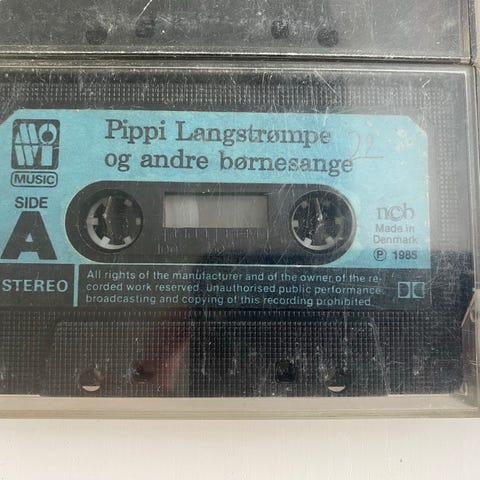 Pippi Langstrømpe
og andre børnesange
22
MOWI
MUSIC
SIDE
A
STEREO
ncb
Made in
Denmark
Ⓟ 1985
All rights of the manufacturer and of the owner of the re-
corded work reserved. Unauthorised public performance
broadcasting and copying of this recording prohibited